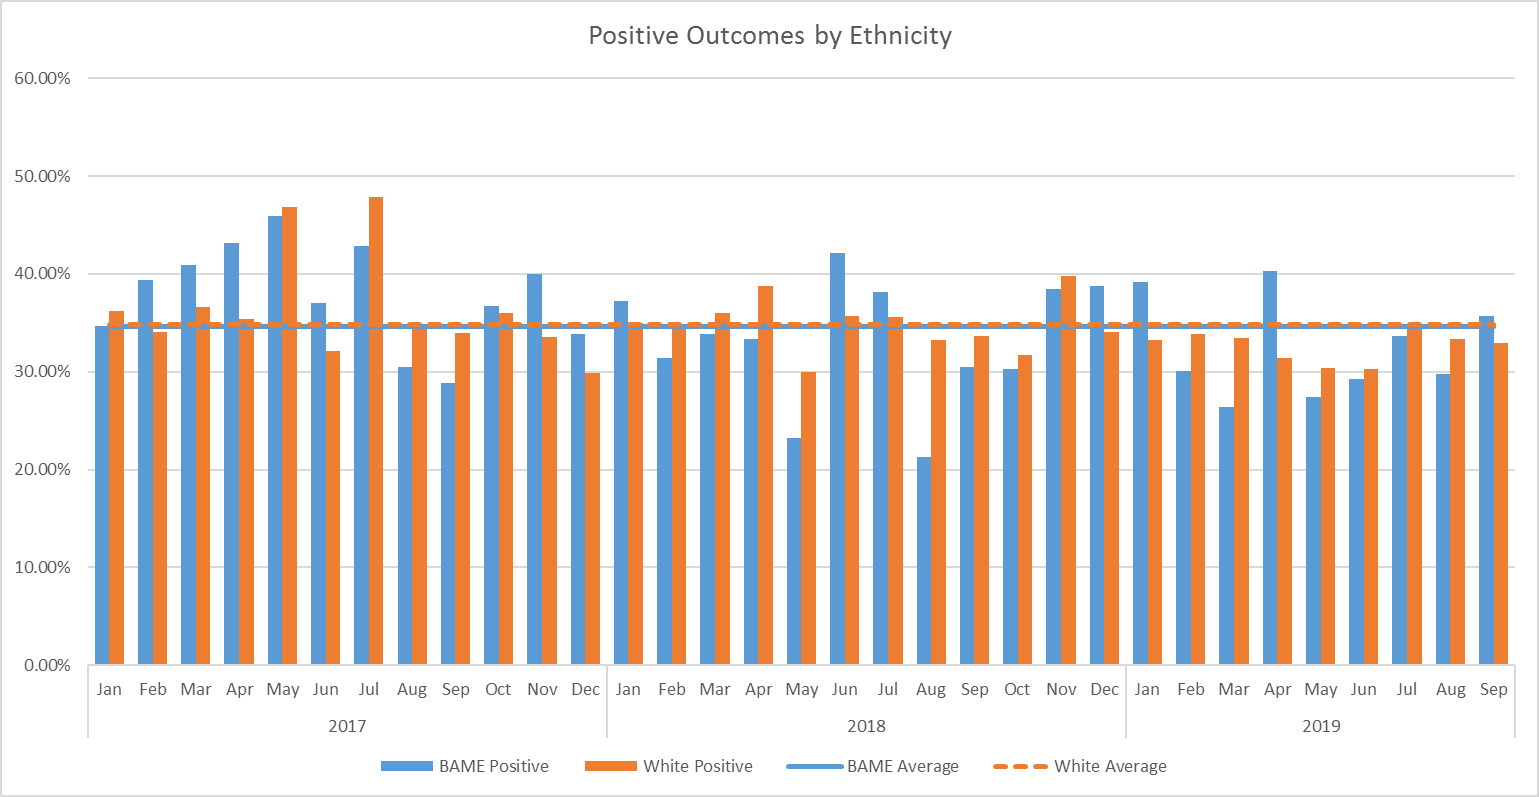 Positive Outcomes by Ethnicity
60.00%
50.00%
40.00%
30.00%
20.00%
10.00%
0.00%
Jan Feb Mar Apr May Jun Jul Aug Sep Oct Nov Dec Jan Feb Mar Apr May Jun Jul Aug Sep Oct Nov Dec Jan Feb Mar Apr May Jun Jul Aug Sep
2017 2018 2019
BAME Positive White Positive BAME Average White Average